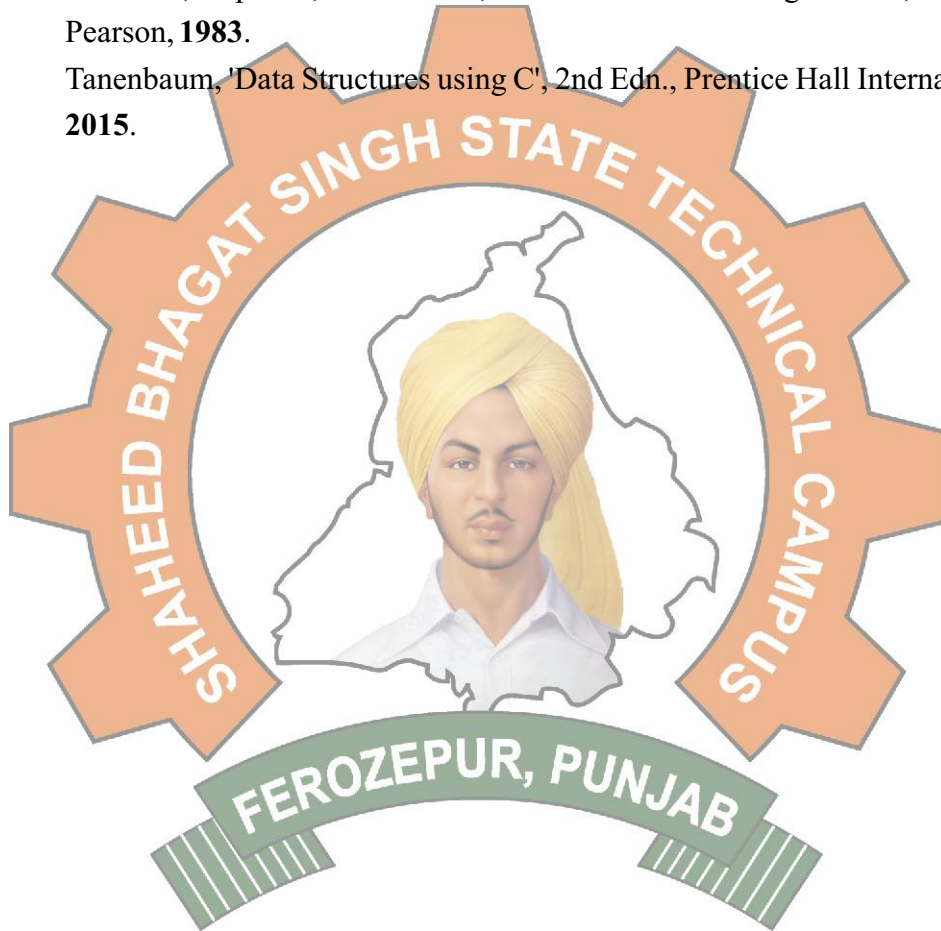 Pearson, 1983.
Tanenbaum, 'Data Structures using C', 2nd Edn., Prentice Hall Interna
2015.
SHAHEED BHAGAT SINGH STATE TECHNICAL CAMPUS
FEROZEPUR, PUNJAB